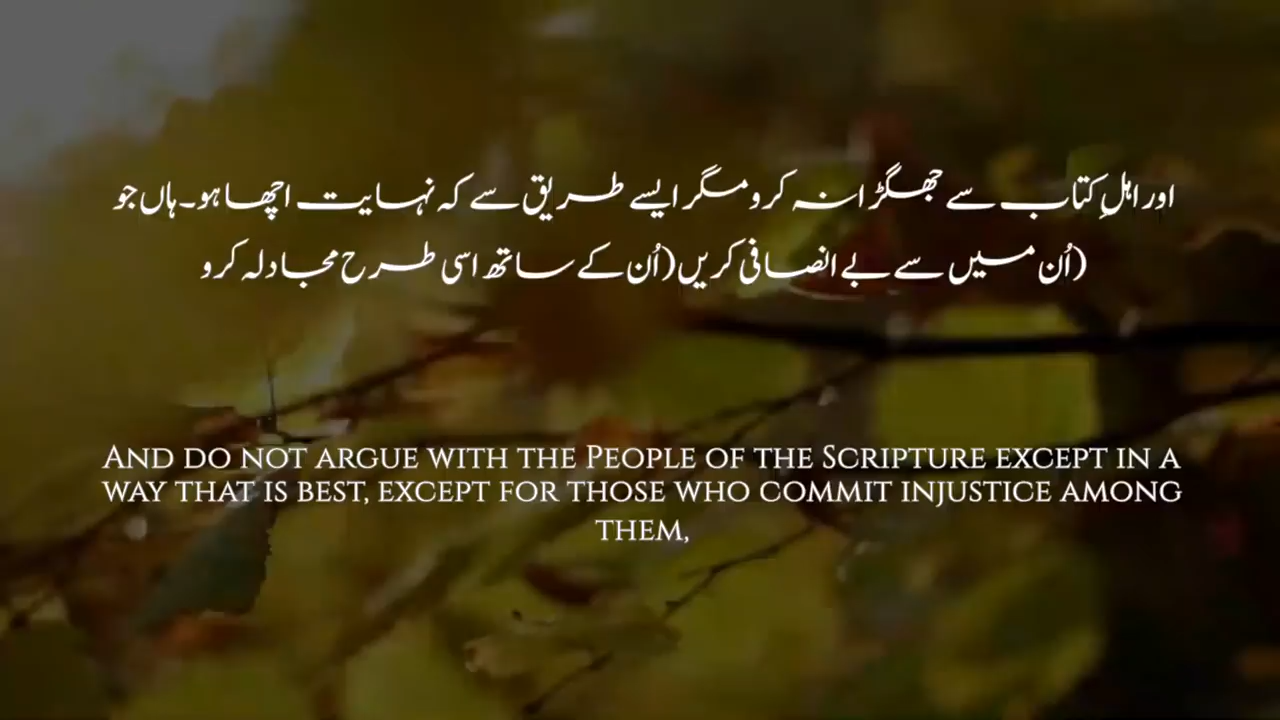 اور اہلِ کتاب سے جھگڑا نہ کرو مگر ایسے طریق سے کہ نہایت اچھا ہو۔ ہاں جو
(اُن میں سے بے انصافی کریں (اُن کے ساتھ اسی طرح مجادلہ کرو
AND DO NOT ARGUE WITH THE PEOPLE OF THE SCRIPTURE EXCEPT IN A
WAY THAT IS BEST, EXCEPT FOR THOSE WHO COMMIT INJUSTICE AMONG
THEM,